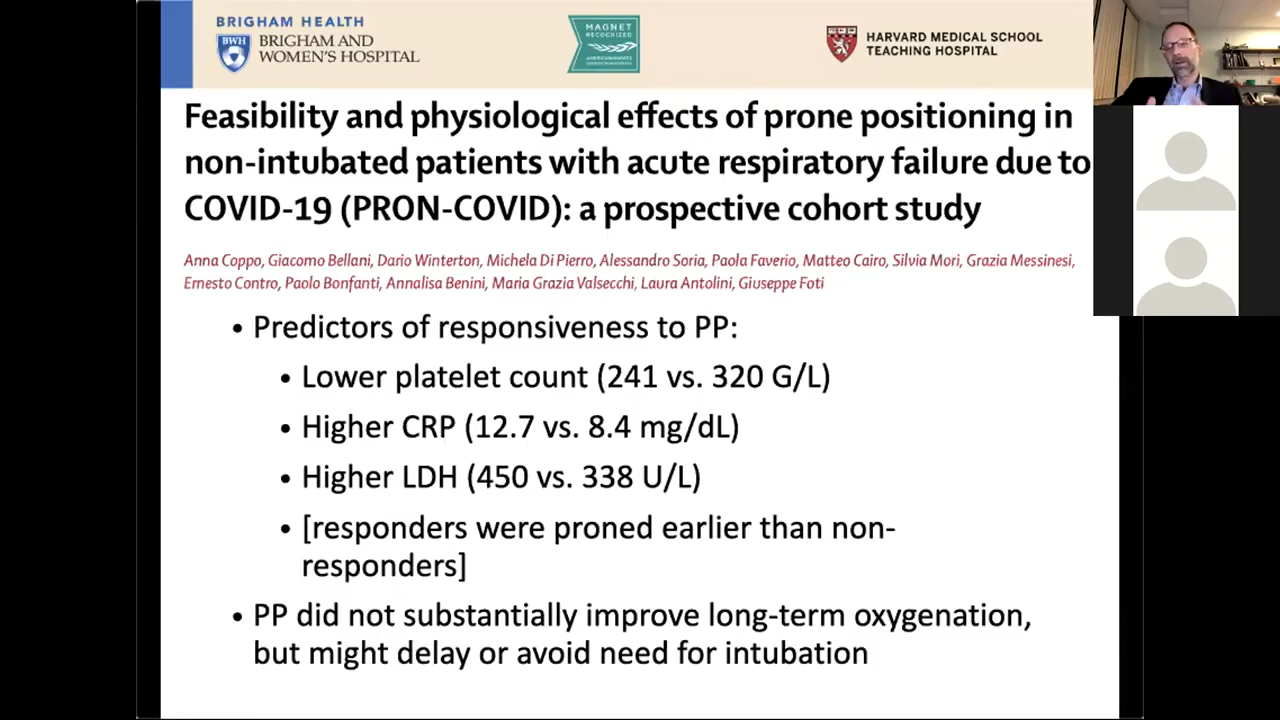 BRIGHAM HEALTH
BWH
BRIGHAM AND
WOMEN'S HOSPITAL
MAGNET
RECOGNIZED
HARVARD MEDICAL SCHOOL
TEACHING HOSPITAL
Feasibility and physiological effects of prone positioning in
non-intubated patients with acute respiratory failure due to
COVID-19 (PRON-COVID): a prospective cohort study
Anna Coppo, Giacomo Bellani, Dario Winterton, Michela Di Pierro, Alessandro Soria, Paola Faverio, Matteo Cairo, Silvia Mori, Grazia Messinesi,
Ernesto Contro, Paolo Bonfanti, Annalisa Benini, Maria Grazia Valsecchi, Laura Antolini, Giuseppe Foti
• Predictors of responsiveness to PP:
• Lower platelet count (241 vs. 320 G/L)
• Higher CRP (12.7 vs. 8.4 mg/dL)
• Higher LDH (450 vs. 338 U/L)
• [responders were proned earlier than non-
responders]
• PP did not substantially improve long-term oxygenation,
but might delay or avoid need for intubation